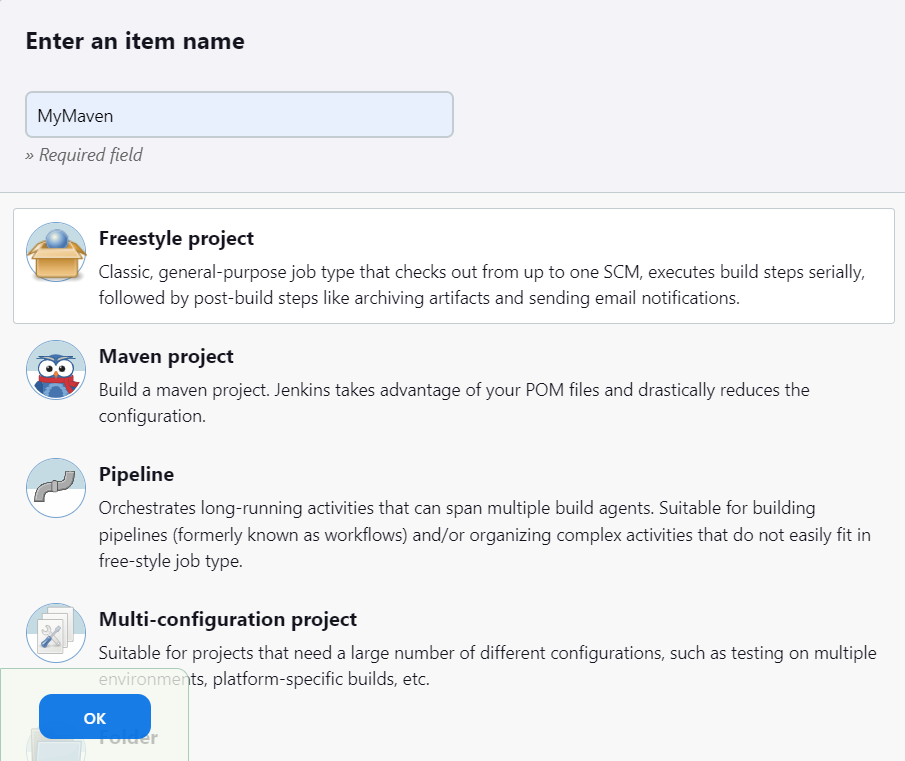 Enter an item name
MyMaven
» Required field
Freestyle project
Classic, general-purpose job type that checks out from up to one SCM, executes build steps serially,
followed by post-build steps like archiving artifacts and sending email notifications.
Maven project
Build a maven project. Jenkins takes advantage of your POM files and drastically reduces the
configuration.
Pipeline
Orchestrates long-running activities that can span multiple build agents. Suitable for building
pipelines (formerly known as workflows) and/or organizing complex activities that do not easily fit in
free-style job type.
Multi-configuration project
Suitable for projects that need a large number of different configurations, such as testing on multiple
environments, platform-specific builds, etc.
OK
Folder